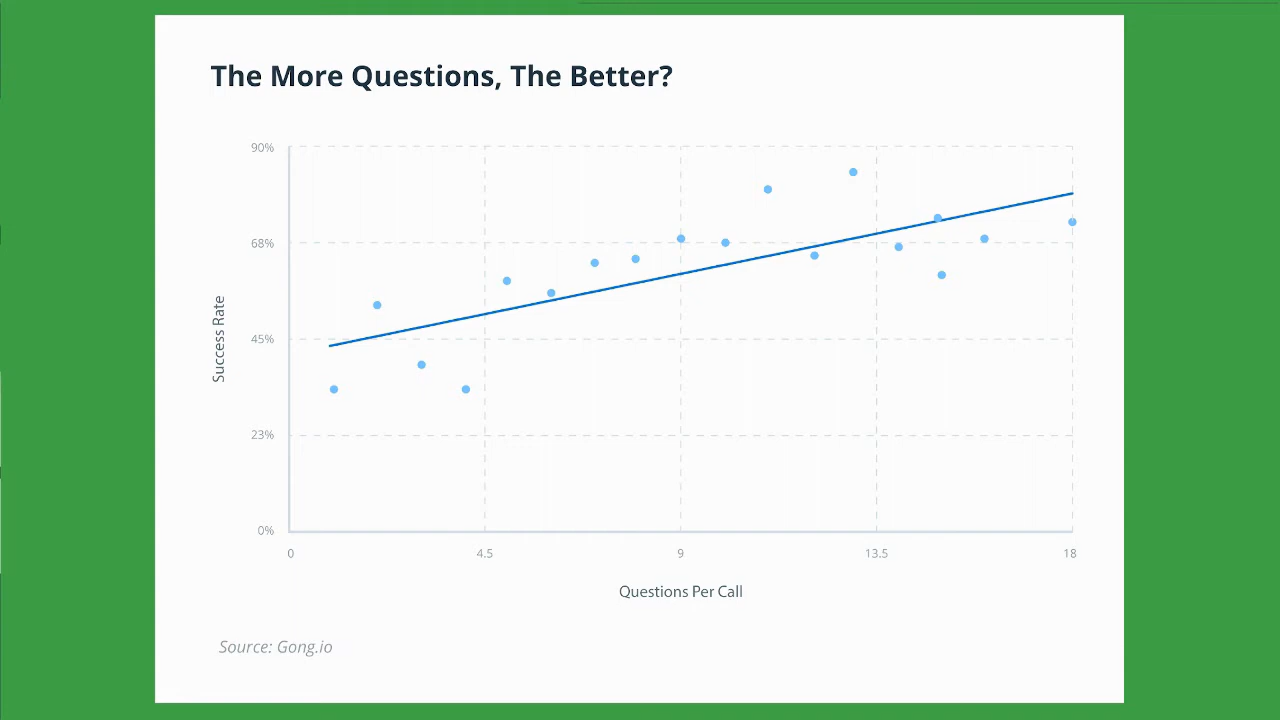 The More Questions, The Better?
90%
68%
45%
23%
0%
Success Rate
0 4.5 9 13.5 18
Questions Per Call
Source: Gong.io